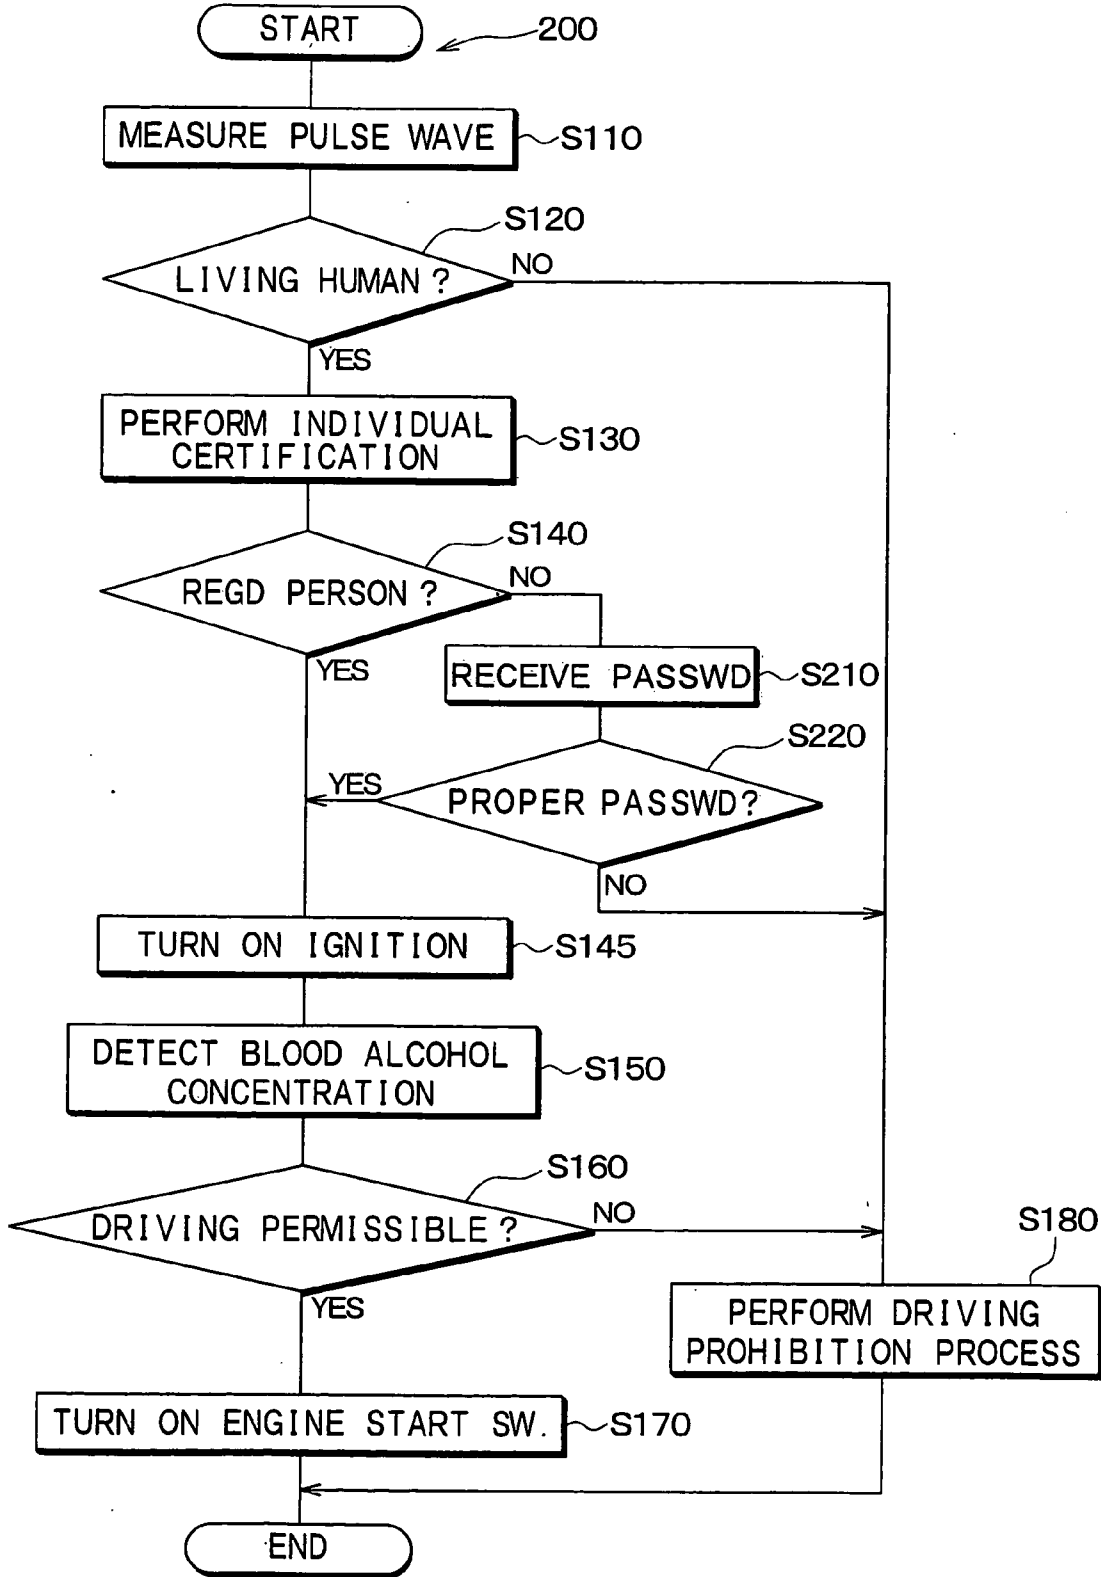 START
200
MEASURE PULSE WAVE
S110
S120
LIVING HUMAN?
NO
YES
PERFORM INDIVIDUAL
CERTIFICATION
S130
S140
REGD PERSON?
NO
YES
RECEIVE PASSWD
S210
S220
YES
PROPER PASSWD?
NO
TURN ON IGNITION
S145
DETECT BLOOD ALCOHOL
CONCENTRATION
S150
S160
DRIVING PERMISSIBLE?
NO
YES
S180
PERFORM DRIVING
PROHIBITION PROCESS
TURN ON ENGINE START SW.
S170
END